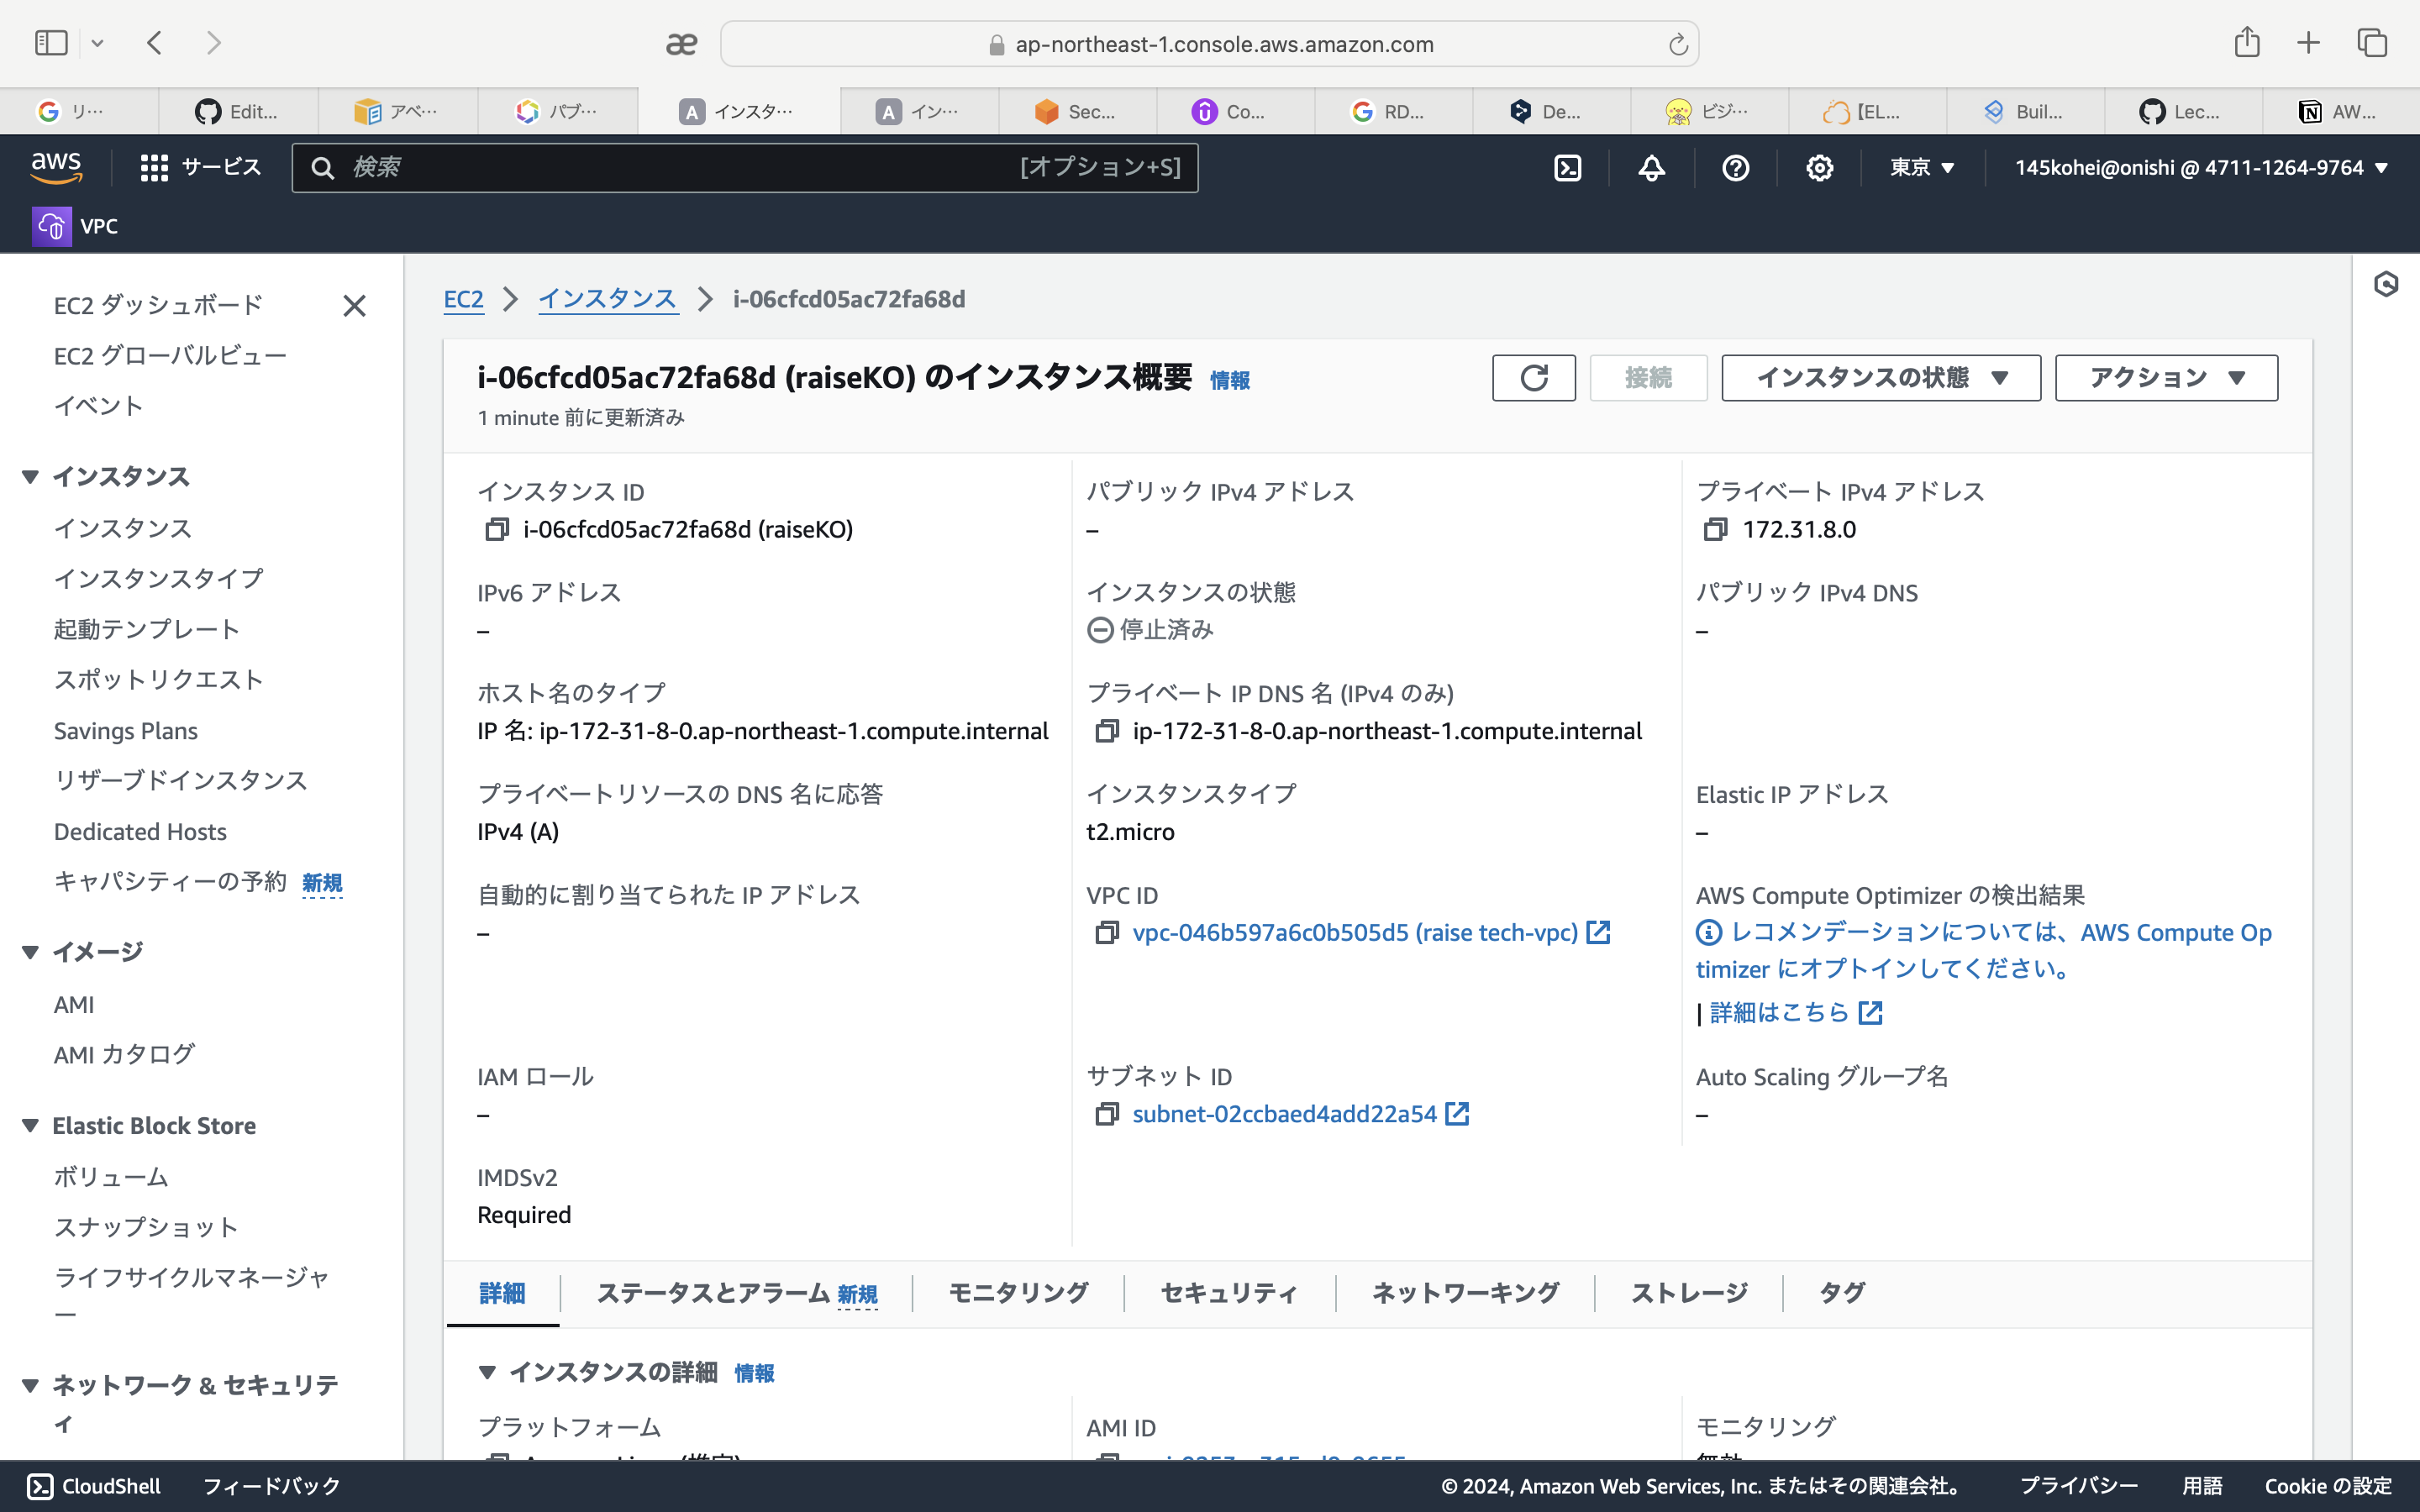 ap-northeast-1.console.aws.amazon.com
リ…
Edit...
アベ…
パブ…
インスタ…
イン…
Sec...
Co...
RD...
De...
ビジ…
【EL...
Buil...
Lec...
AW...
aws
サービス
検索
[オプション+S]
東京
145kohei@onishi @ 4711-1264-9764
VPC
EC2 ダッシュボード
EC2 グローバルビュー
イベント
インスタンス
インスタンス
インスタンスタイプ
起動テンプレート
スポットリクエスト
Savings Plans
リザーブドインスタンス
Dedicated Hosts
キャパシティーの予約 新規
イメージ
AMI
AMI カタログ
Elastic Block Store
ボリューム
スナップショット
ライフサイクルマネージャ
ー
ネットワーク & セキュリテ
ィ
EC2
インスタンス
i-06cfcd05ac72fa68d
i-06cfcd05ac72fa68d (raiseKO) のインスタンス概要 情報
1 minute 前に更新済み
接続
インスタンスの状態
アクション
インスタンス ID
i-06cfcd05ac72fa68d (raiseKO)
パブリック IPv4 アドレス
–
プライベート IPv4 アドレス
172.31.8.0
IPv6 アドレス
–
インスタンスの状態
停止済み
パブリック IPv4 DNS
–
ホスト名のタイプ
IP 名: ip-172-31-8-0.ap-northeast-1.compute.internal
プライベート IP DNS 名 (IPv4 のみ)
ip-172-31-8-0.ap-northeast-1.compute.internal
プライベートリソースの DNS 名に応答
IPv4 (A)
インスタンスタイプ
t2.micro
Elastic IP アドレス
–
自動的に割り当てられた IP アドレス
–
VPC ID
vpc-046b597a6c0b505d5 (raise tech-vpc)
AWS Compute Optimizer の検出結果
レコメンデーションについては、AWS Compute Op
timizer にオプトインしてください。
| 詳細はこちら
IAM ロール
–
サブネット ID
subnet-02ccbaed4add22a54
Auto Scaling グループ名
–
IMDSv2
Required
詳細
ステータスとアラーム 新規
モニタリング
セキュリティ
ネットワーキング
ストレージ
タグ
インスタンスの詳細 情報
プラットフォーム
AMI ID
モニタリング
無効
CloudShell
フィードバック
© 2024, Amazon Web Services, Inc. またはその関連会社。
プライバシー
用語
Cookie の設定